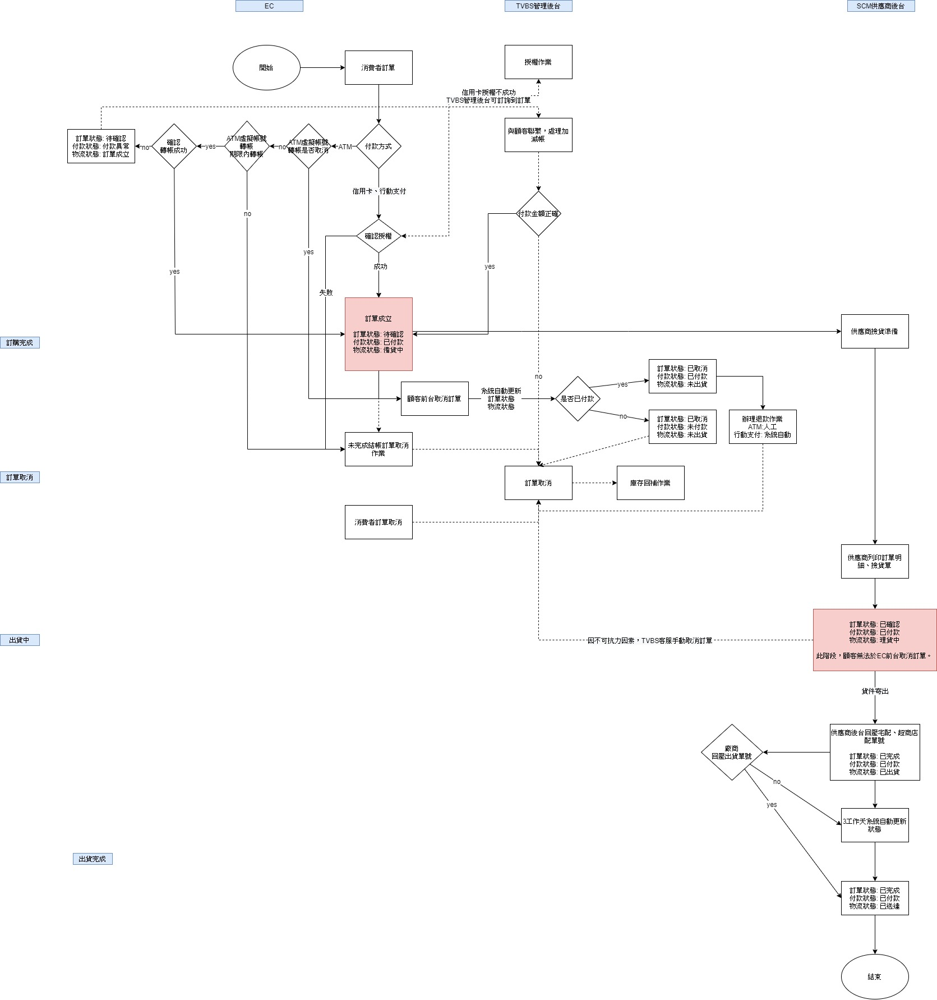 EC
TVBS管理後台
SCM供應商後台
開始
消費者訂單
授權作業
信用卡授權不成功
TVBS管理後台可訂詢到訂單
訂單狀態: 待確認
付款狀態: 付款異常
物流狀態: 訂單成立
no
確認
轉帳成功
yes
ATM虛擬帳號
轉帳
期限內轉帳
no
ATM虛擬帳號
轉帳是否取消
ATM
付款方式
與顧客聯繫，處理加
減帳
信用卡、行動支付
no
付款金額正確
確認授權
yes
成功
yes
yes
失敗
訂單成立
訂單狀態: 待確認
付款狀態: 已付款
物流狀態: 備貨中
供應商撿貨準備
訂購完成
no
顧客前台取消訂單
系統自動更新
訂單狀態
物流狀態
是否已付款
yes
訂單狀態: 已取消
付款狀態: 已付款
物流狀態: 未出貨
no
訂單狀態: 已取消
付款狀態: 未付款
物流狀態: 未出貨
辦理退款作業
ATM:人工
行動支付: 系統自動
未完成結帳訂單取消
作業
訂單取消
訂單取消
庫存回補作業
消費者訂單取消
供應商列印訂單明
細、撿貨單
出貨中
因不可抗力因素，TVBS客服手動取消訂單
訂單狀態: 已確認
付款狀態: 已付款
物流狀態: 理貨中
此階段，顧客無法於EC前台取消訂單。
貨件寄出
廠商
回壓出貨單號
供應商後台回壓宅配、超商店
配單號
訂單狀態: 已完成
付款狀態: 已付款
物流狀態: 已出貨
no
yes
3工作天系統自動更新
狀態
出貨完成
訂單狀態: 已完成
付款狀態: 已付款
物流狀態: 已送達
結束